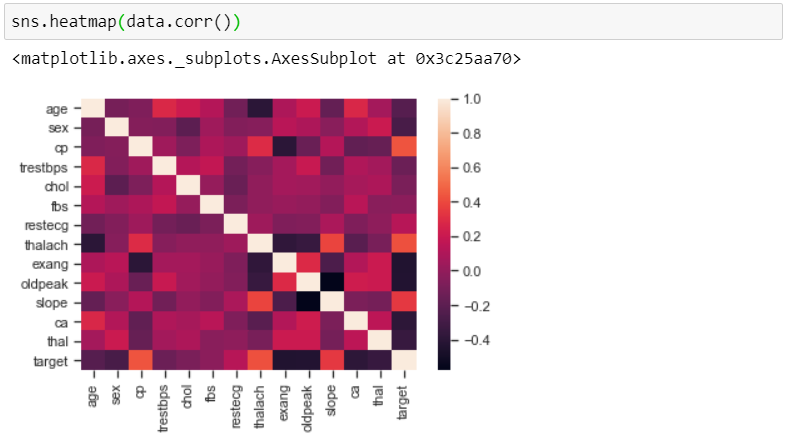 sns.heatmap(data.corr())
<matplotlib.axes._subplots.AxesSubplot at 0x3c25aa70>
age
sex
cp
trestbps
chol
fbs
restecg
thalach
exang
oldpeak
slope
ca
thal
target
age
sex
cp
trestbps
chol
fbs
restecg
thalach
exang
oldpeak
slope
ca
thal
target
1.0
0.8
0.6
0.4
0.2
0.0
−0.2
−0.4